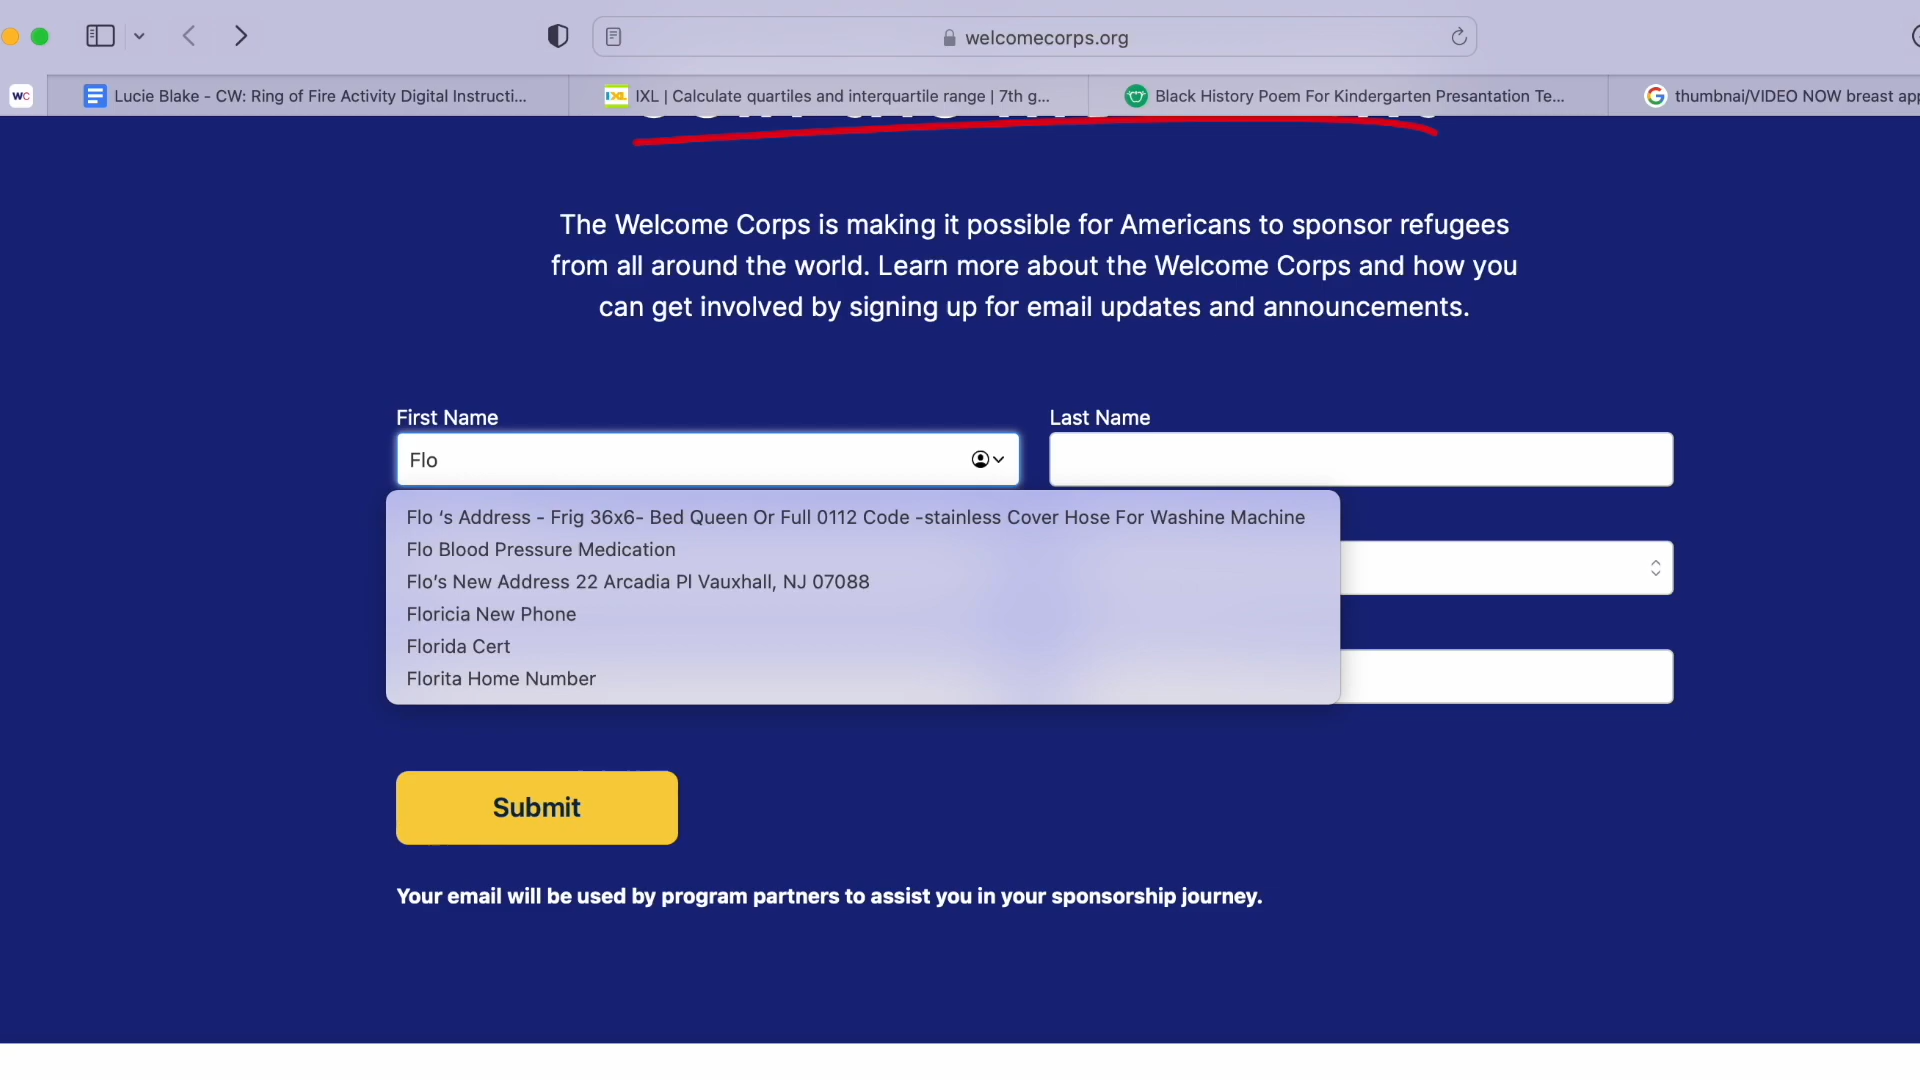 welcomecorps.org
WC
Lucie Blake - CW: Ring of Fire Activity Digital Instructi...
IXL
IXL | Calculate quartiles and interquartile range | 7th g...
Black History Poem For Kindergarten Presantation Te...
G
thumbnai/VIDEO NOW breast app
The Welcome Corps is making it possible for Americans to sponsor refugees
from all around the world. Learn more about the Welcome Corps and how you
can get involved by signing up for email updates and announcements.
First Name
Last Name
Flo
Flo ‘s Address - Frig 36x6- Bed Queen Or Full 0112 Code -stainless Cover Hose For Washine Machine
Flo Blood Pressure Medication
Flo’s New Address 22 Arcadia Pl Vauxhall, NJ 07088
Floricia New Phone
Florida Cert
Florita Home Number
Submit
Your email will be used by program partners to assist you in your sponsorship journey.